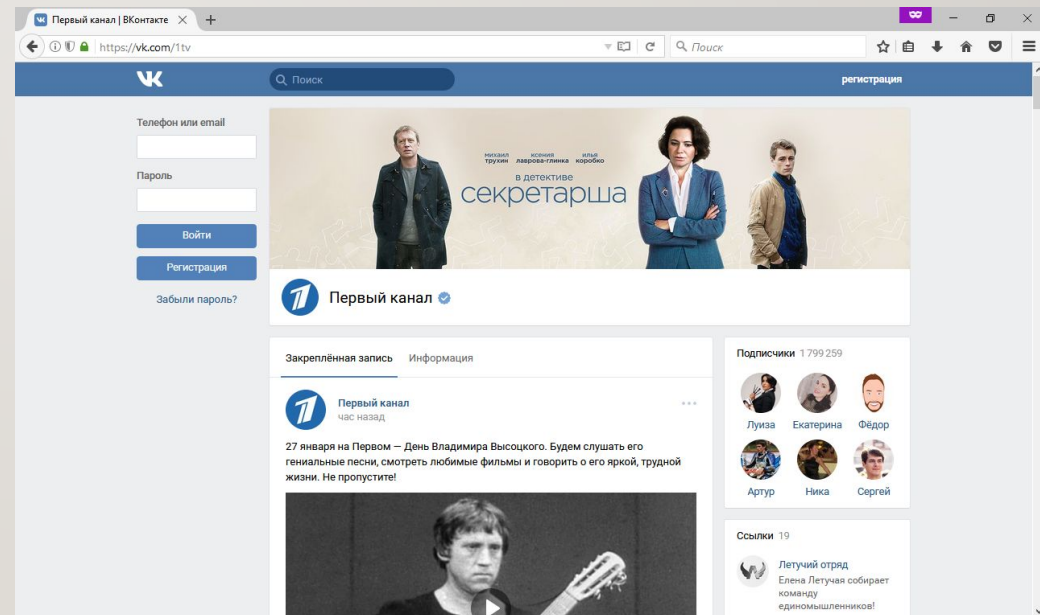 Первый канал | ВКонтакте
https://vk.com/1tv
Поиск
Поиск
регистрация
Телефон или email
Пароль
Войти
Регистрация
Забыли пароль?
михаил трухин
ксения лаврова-глинка
илья коробко
в детективе
секретарша
Первый канал
Закреплённая запись Информация
Первый канал
час назад
27 января на Первом — День Владимира Высоцкого. Будем слушать его
гениальные песни, смотреть любимые фильмы и говорить о его яркой, трудной
жизни. Не пропустите!
Подписчики 1 799 259
Луиза Екатерина Фёдор
Артур Ника Сергей
Ссылки 19
Летучий отряд
Елена Летучая собирает
команду
единомышленников!